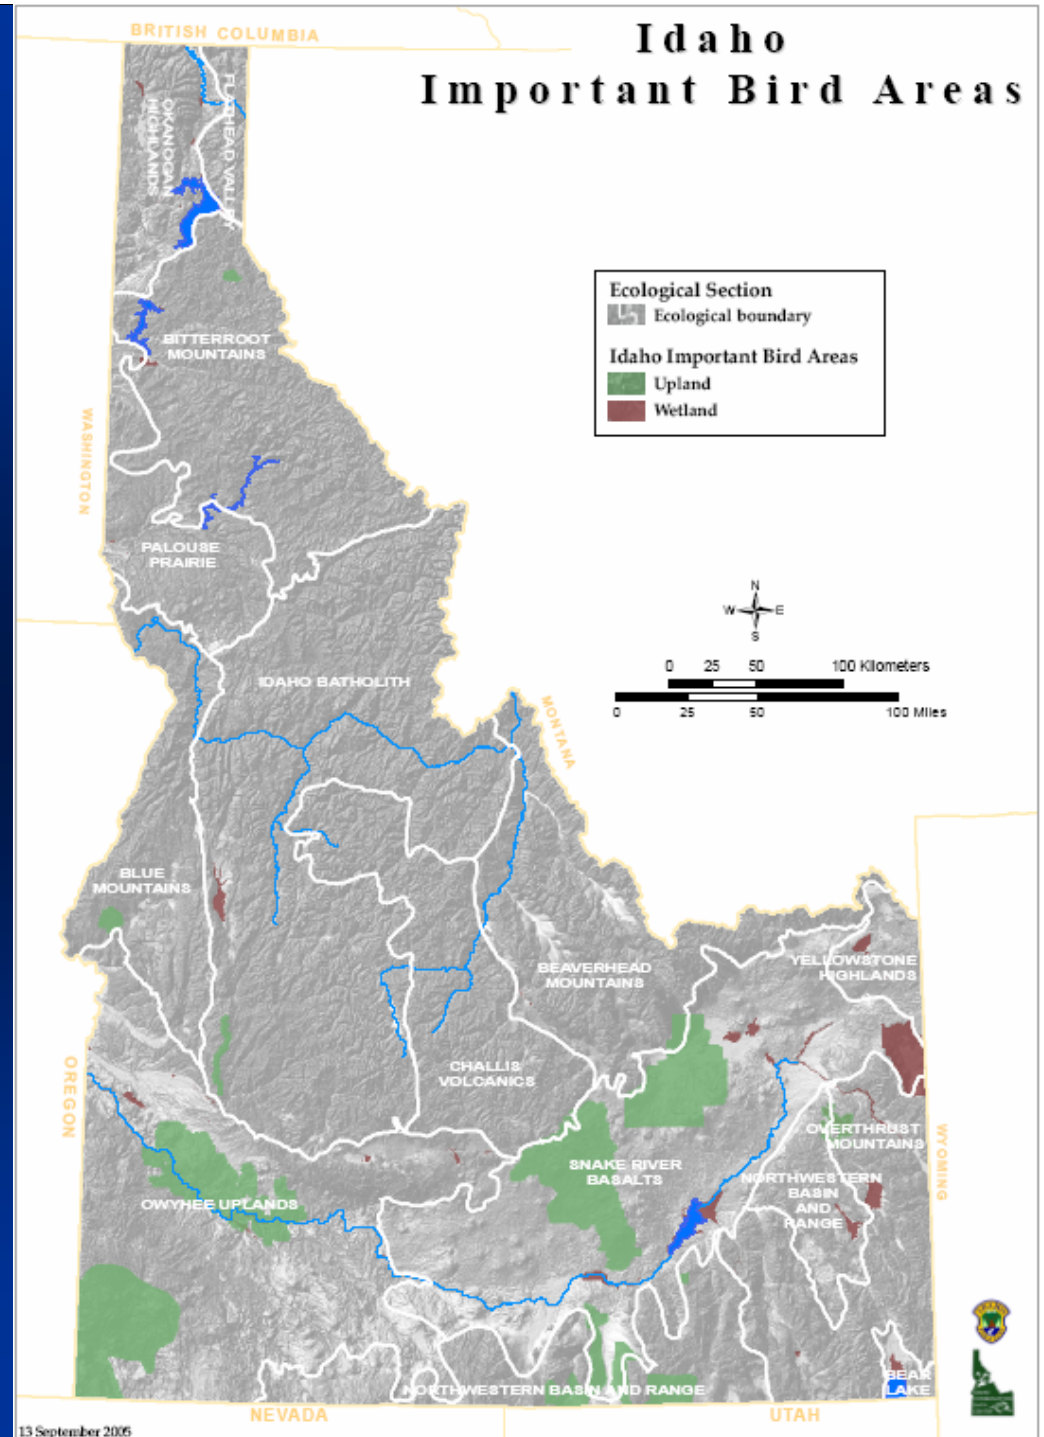 Idaho
Important Bird Areas
BRITISH COLUMBIA
FLATHEAD VALLEY
OKANOGAN
HIGHLANDS
Ecological Section
Ecological boundary
Idaho Important Bird Areas
Upland
Wetland
BITTERROOT
MOUNTAINS
WASHINGTON
PALOUSE
PRAIRIE
N
W E
S
0 25 50 100 Kilometers
0 25 50 100 Miles
IDAHO BATHOLITH
MONTANA
BLUE
MOUNTAINS
BEAVERHEAD
MOUNTAINS
YELLOWSTONE
HIGHLANDS
OREGON
CHALLIS
VOLCANICS
OVERTHRUST
MOUNTAINS
WYOMING
SNAKE RIVER
BASALTS
NORTHWESTERN
BASIN
AND
RANGE
OWYHEE UPLANDS
BEAR
LAKE
NORTHWESTERN BASIN AND RANGE
NEVADA
UTAH
13 September 2005